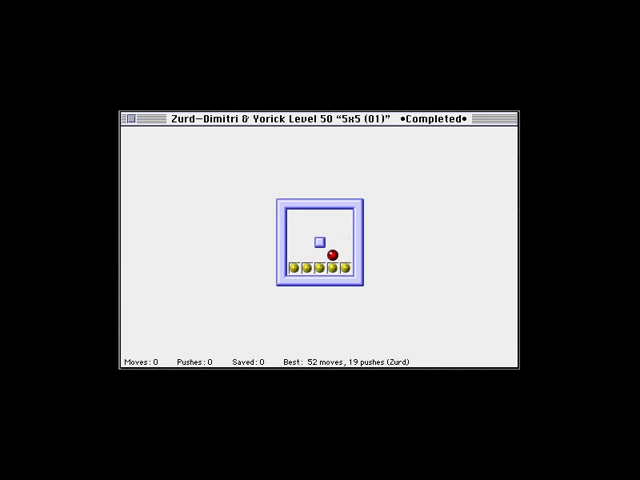 Zurd–Dimitri & Yorick Level 50 “5x5 (01)” •Completed•
Moves: 0 Pushes: 0 Saved: 0 Best: 52 moves, 19 pushes (Zurd)